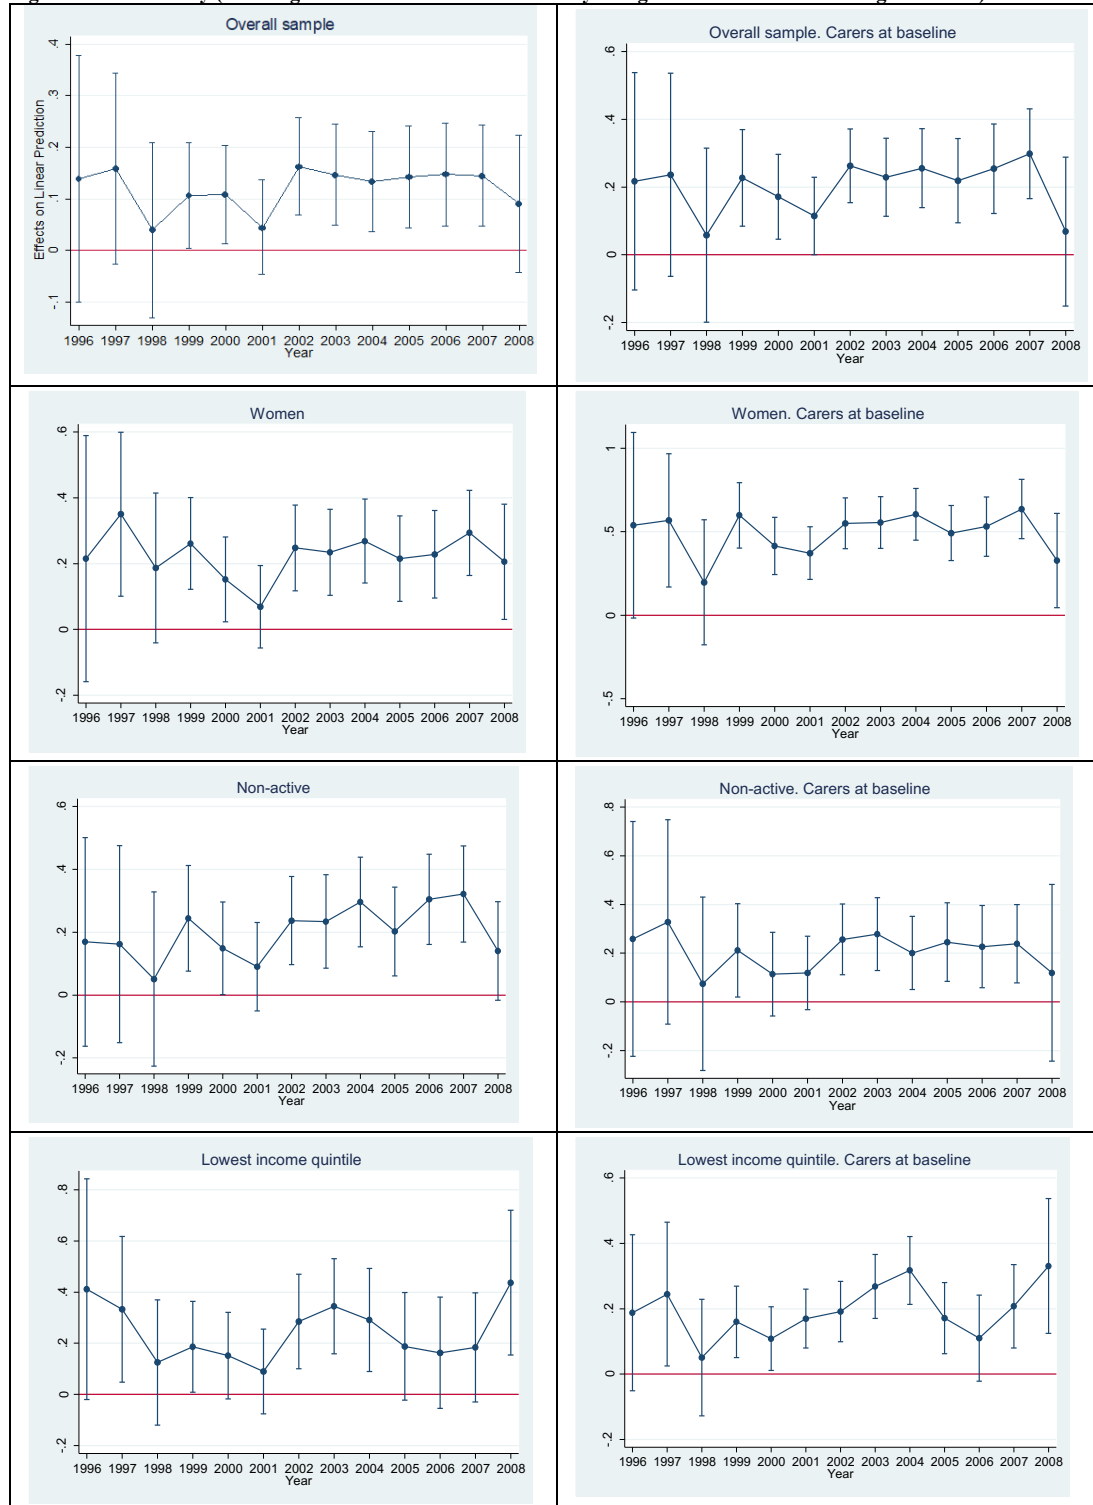 Overall sample
Effects on Linear Prediction
.4
.3
.2
.1
0
-.1
1996 1997 1998 1999 2000 2001 2002 2003 2004 2005 2006 2007 2008
Year
Overall sample. Carers at baseline
.6
.4
.2
0
-.2
1996 1997 1998 1999 2000 2001 2002 2003 2004 2005 2006 2007 2008
Year
Women
.6
.4
.2
0
-.2
1996 1997 1998 1999 2000 2001 2002 2003 2004 2005 2006 2007 2008
Year
Women. Carers at baseline
1
.5
0
-.5
1996 1997 1998 1999 2000 2001 2002 2003 2004 2005 2006 2007 2008
Year
Non-active
.6
.4
.2
0
-.2
1996 1997 1998 1999 2000 2001 2002 2003 2004 2005 2006 2007 2008
Year
Non-active. Carers at baseline
.8
.6
.4
.2
0
-.2
1996 1997 1998 1999 2000 2001 2002 2003 2004 2005 2006 2007 2008
Year
Lowest income quintile
.8
.6
.4
.2
0
-.2
1996 1997 1998 1999 2000 2001 2002 2003 2004 2005 2006 2007 2008
Year
Lowest income quintile. Carers at baseline
.6
.4
.2
0
-.2
1996 1997 1998 1999 2000 2001 2002 2003 2004 2005 2006 2007 2008
Year